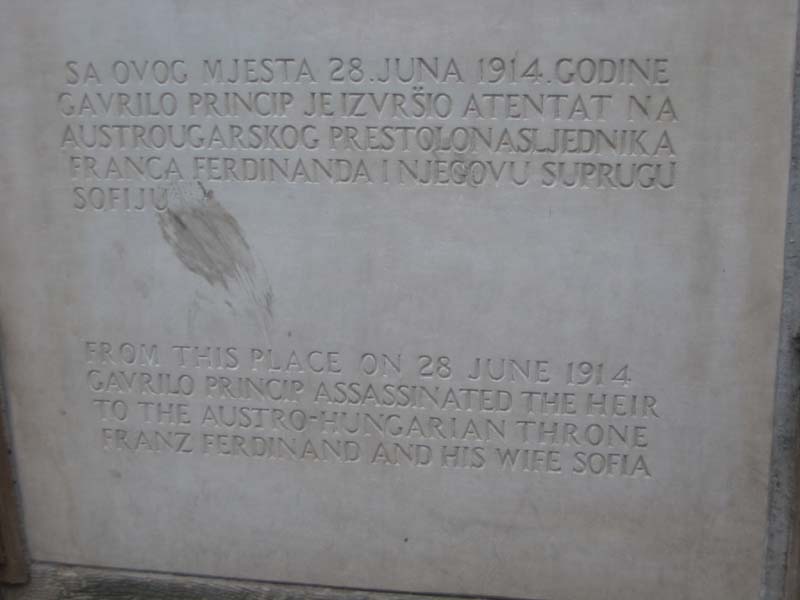 SA OVOG MJESTA 28. JUNA 1914. GODINE
GAVRILO PRINCIP JE IZVRŠIO ATENTAT NA
AUSTROUGARSKOG PRESTOLONASLJEDNIKA
FRANCA FERDINANDA I NJEGOVU SUPRUGU
SOFIJU
FROM THIS PLACE ON 28 JUNE 1914
GAVRILO PRINCIP ASSASSINATED THE HEIR
TO THE AUSTRO-HUNGARIAN THRONE
FRANZ FERDINAND AND HIS WIFE SOFIA